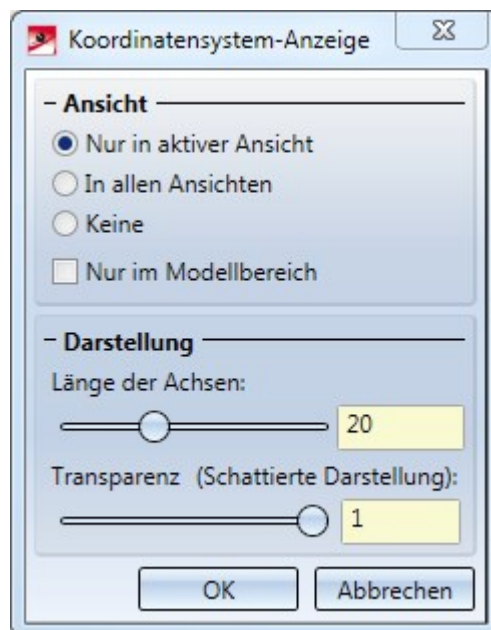 Koordinatensystem-Anzeige
– Ansicht
Nur in aktiver Ansicht
In allen Ansichten
Keine
Nur im Modellbereich
– Darstellung
Länge der Achsen:
20
Transparenz (Schattierte Darstellung):
1
OK Abbrechen